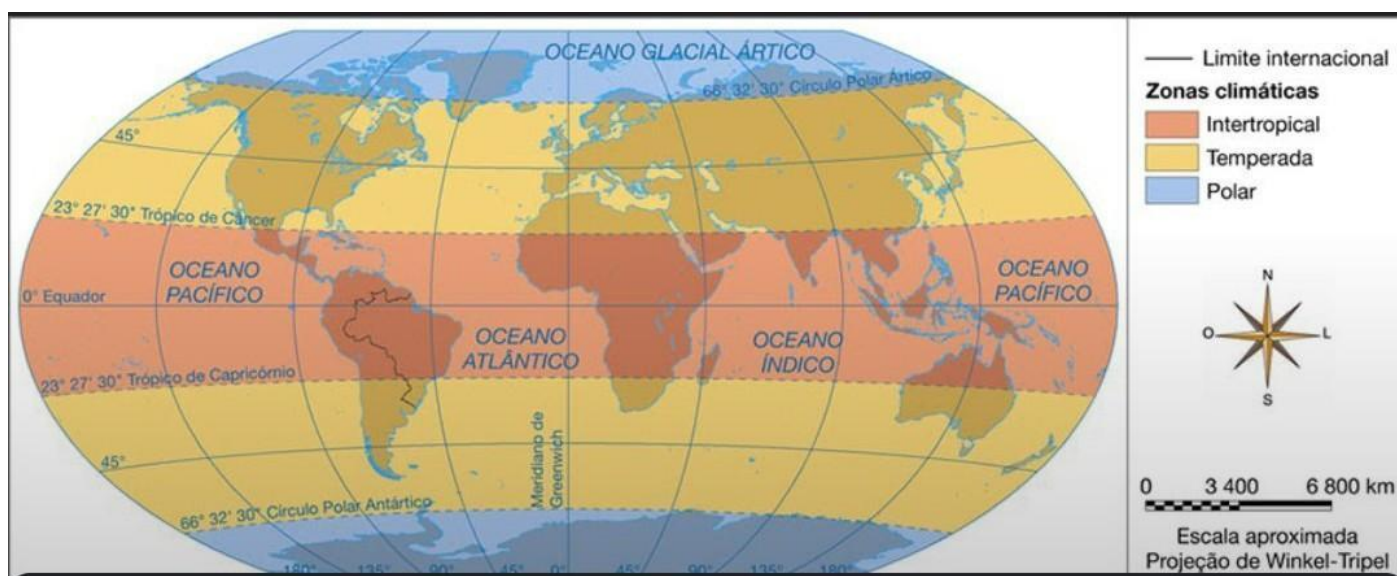 OCEANO GLACIAL ÁRTICO
66° 32' 30" Círculo Polar Ártico
45°
23° 27' 30" Trópico de Câncer
OCEANO
PACÍFICO
OCEANO
PACÍFICO
0° Equador
OCEANO
ATLÂNTICO
OCEANO
ÍNDICO
23° 27' 30" Trópico de Capricórnio
45°
Meridiano de
Greenwich
66° 32' 30" Círculo Polar Antártico
180° 135° 90° 45° 0° 45° 90° 135° 180°
Limite internacional
Zonas climáticas
Intertropical
Temperada
Polar
N
O
L
S
0 3 400 6 800 km
Escala aproximada
Projeção de Winkel-Tripel